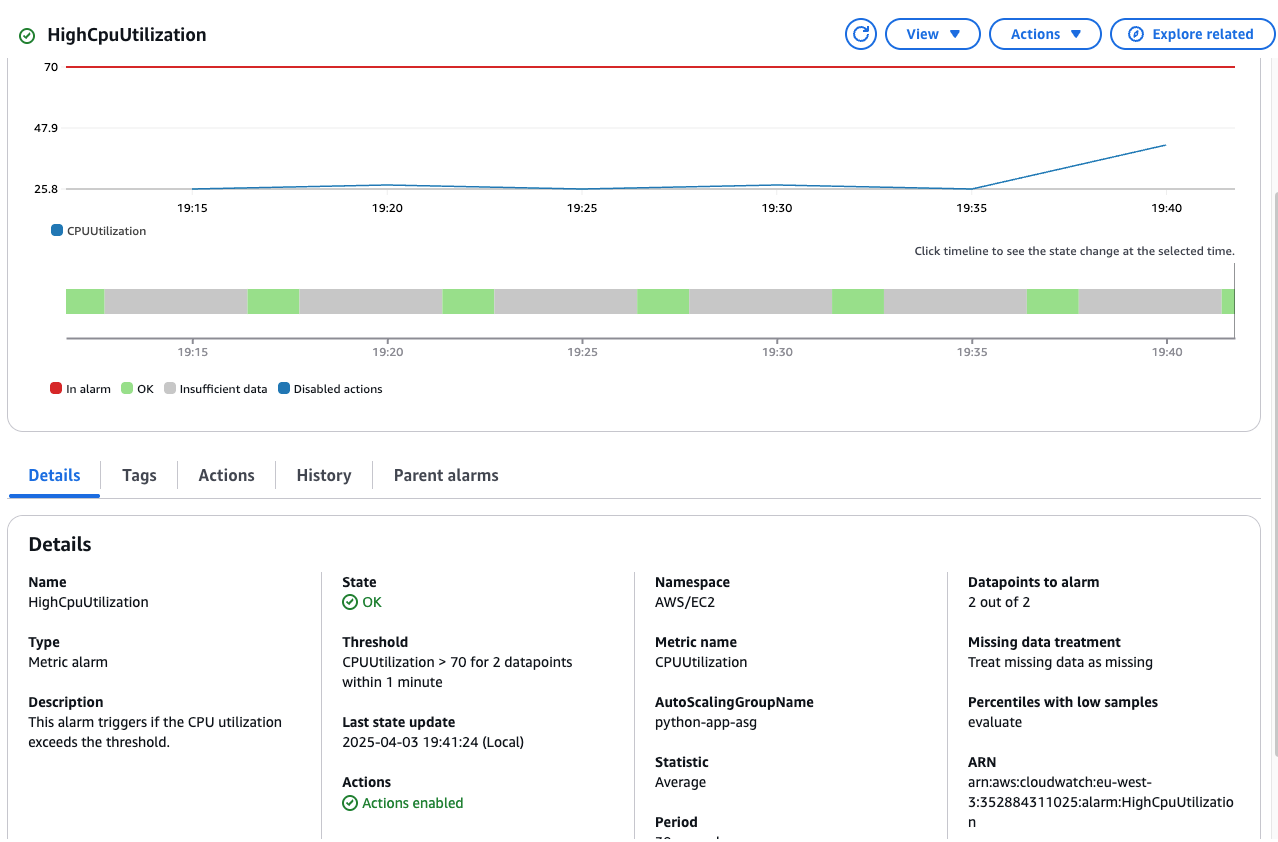 HighCpuUtilization
View
Actions
Explore related
70
47.9
25.8
19:15 19:20 19:25 19:30 19:35 19:40
CPUUtilization
Click timeline to see the state change at the selected time.
19:15 19:20 19:25 19:30 19:35 19:40
In alarm OK Insufficient data Disabled actions
Details Tags Actions History Parent alarms
Details
Name
HighCpuUtilization
Type
Metric alarm
Description
This alarm triggers if the CPU utilization
exceeds the threshold.
State
OK
Threshold
CPUUtilization > 70 for 2 datapoints
within 1 minute
Last state update
2025-04-03 19:41:24 (Local)
Actions
Actions enabled
Namespace
AWS/EC2
Metric name
CPUUtilization
AutoScalingGroupName
python-app-asg
Statistic
Average
Period
Datapoints to alarm
2 out of 2
Missing data treatment
Treat missing data as missing
Percentiles with low samples
evaluate
ARN
arn:aws:cloudwatch:eu-west-
3:352884311025:alarm:HighCpuUtilizatio
n